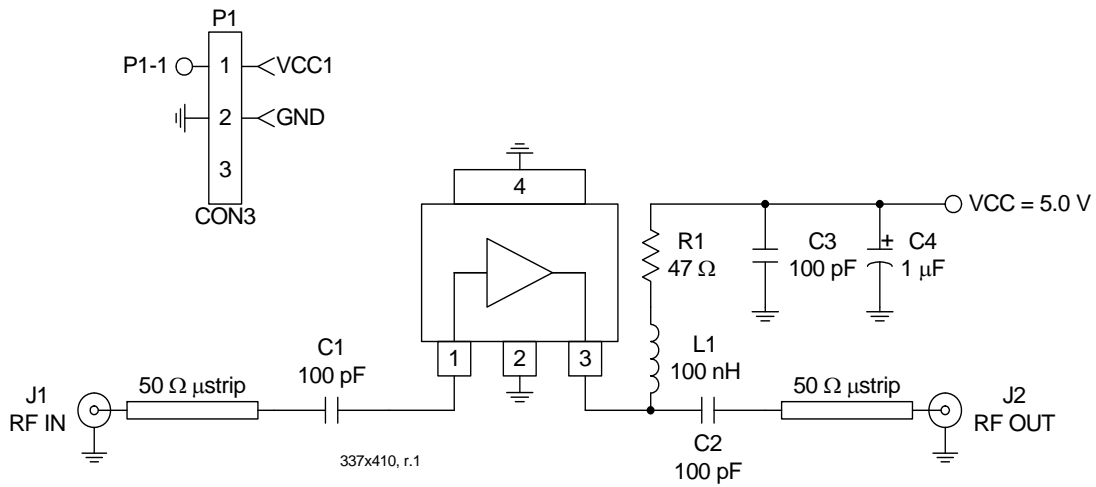 P1
P1-1
1
VCC1
2
GND
3
CON3
4
VCC = 5.0 V
R1
47 Ω
C3
100 pF
+
C4
1 μF
1
2
3
C1
100 pF
L1
100 nH
J1
RF IN
50 Ω μstrip
50 Ω μstrip
J2
RF OUT
C2
100 pF
337x410, r.1